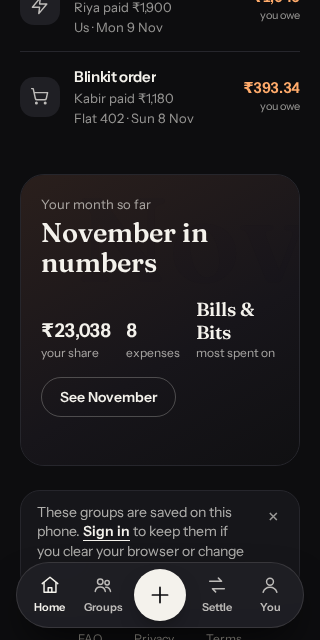 Riya paid ₹1,900
you owe
Us · Mon 9 Nov
Blinkit order
Kabir paid ₹1,180
Flat 402 · Sun 8 Nov
₹393.34
you owe
Your month so far
November in
numbers
₹23,038
your share
8
expenses
Bills &
Bits
most spent on
See November
These groups are saved on this
phone. Sign in to keep them if
you clear your browser or change
×
Home
Groups
Settle
You
FAQ
Privacy
Terms